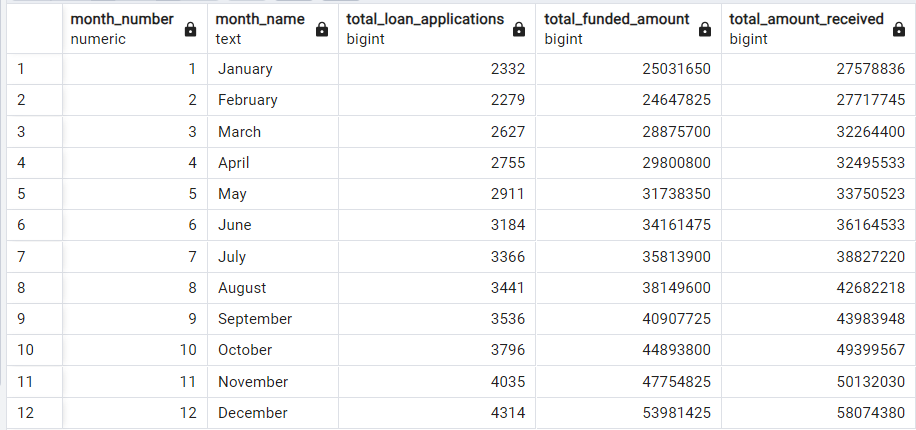 month_number month_name total_loan_applications total_funded_amount total_amount_received
numeric text bigint bigint bigint
1 1 January 2332 25031650 27578836
2 2 February 2279 24647825 27717745
3 3 March 2627 28875700 32264400
4 4 April 2755 29800800 32495533
5 5 May 2911 31738350 33750523
6 6 June 3184 34161475 36164533
7 7 July 3366 35813900 38827220
8 8 August 3441 38149600 42682218
9 9 September 3536 40907725 43983948
10 10 October 3796 44893800 49399567
11 11 November 4035 47754825 50132030
12 12 December 4314 53981425 58074380